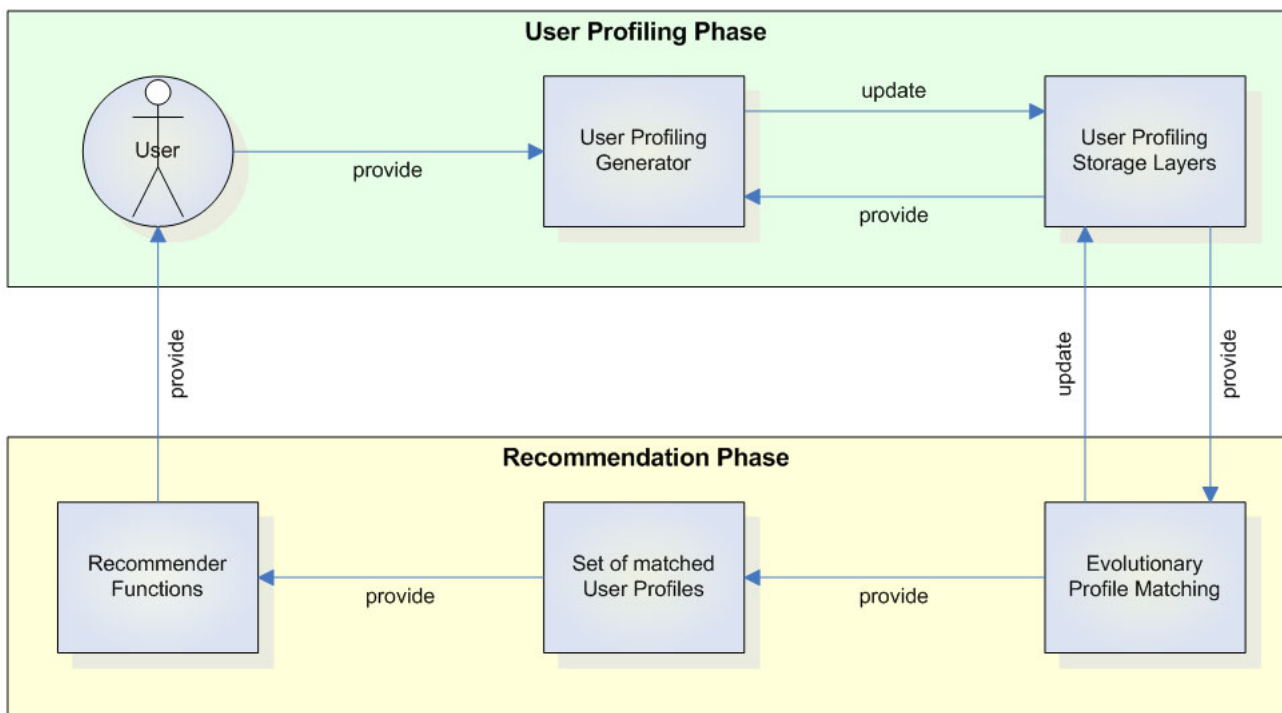 User Profiling Phase
User
provide
User Profiling
Generator
update
provide
User Profiling
Storage Layers
provide
update
provide
Recommendation Phase
Recommender
Functions
provide
Set of matched
User Profiles
provide
Evolutionary
Profile Matching